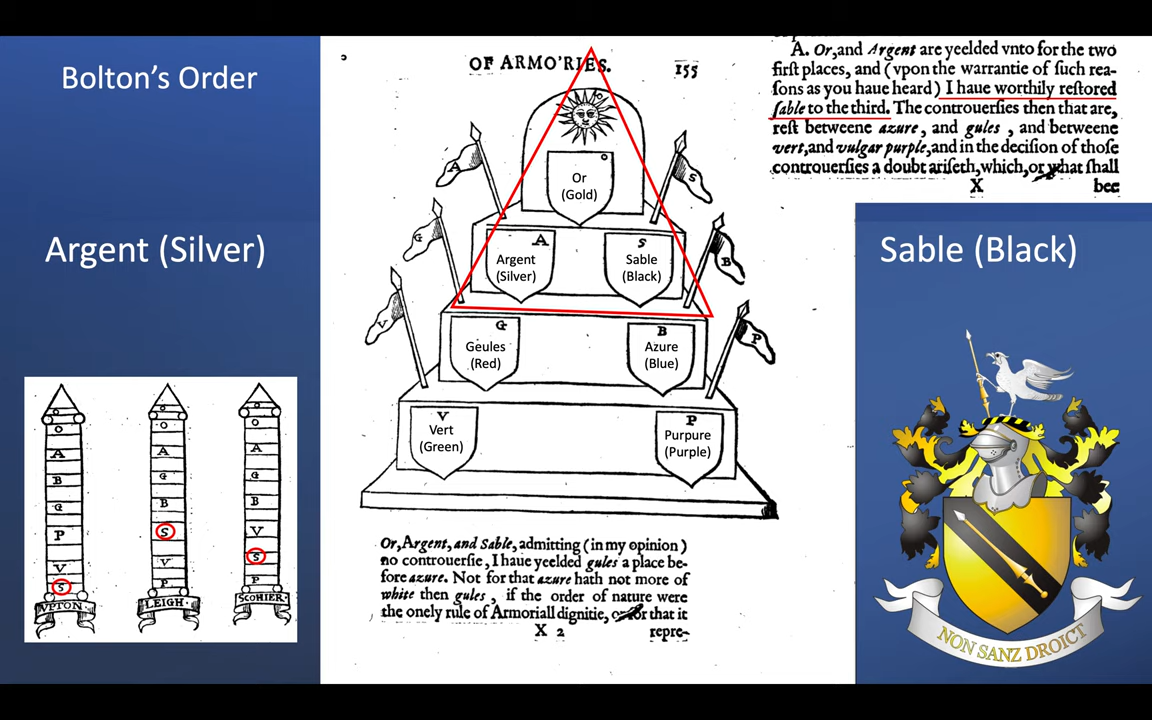 Bolton's Order
Argent (Silver)
O
O
A
B
G
P
V
S
VPTON
O
O
A
G
B
S
V
P
LEIGH
O
O
A
G
B
V
S
P
SCOHIER
OF ARMO'RIES.
155
O
Or
(Gold)
A
S
A
Argent
(Silver)
S
Sable
(Black)
G
B
G
Geules
(Red)
B
Azure
(Blue)
V
P
V
Vert
(Green)
P
Purpure
(Purple)
Or, Argent, and Sable, admitting (in my opinion)
no controuersie, I haue yeelded gules a place be-
fore azure. Not for that azure hath not more of
white then gules, if the order of nature were
the onely rule of Armoriall dignitie, or for that it
X 2
repre-
A. Or, and Argent are yeelded vnto for the two
first places, and (vpon the warrantie of such rea-
sons as you haue heard) I haue worthily restored
sable to the third. The controuersies then that are,
rest betweene azure, and gules, and betweene
vert, and vulgar purple, and in the decision of those
controuersies a doubt ariseth, which, or what shall
X
bee
Sable (Black)
NON SANZ DROICT